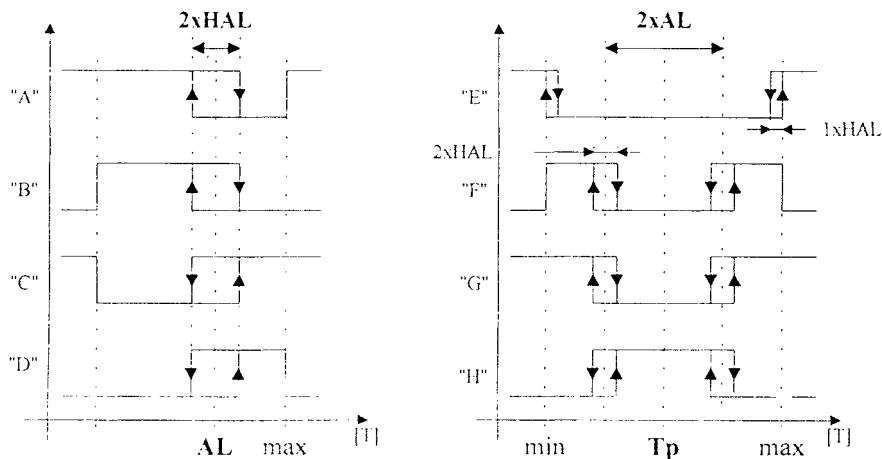 2xHAL
"A"
"B"
"C"
"D"
[T]
AL max
2xAL
"E"
1xHAL
2xHAL
"F"
"G"
"H"
[T]
min Tp max